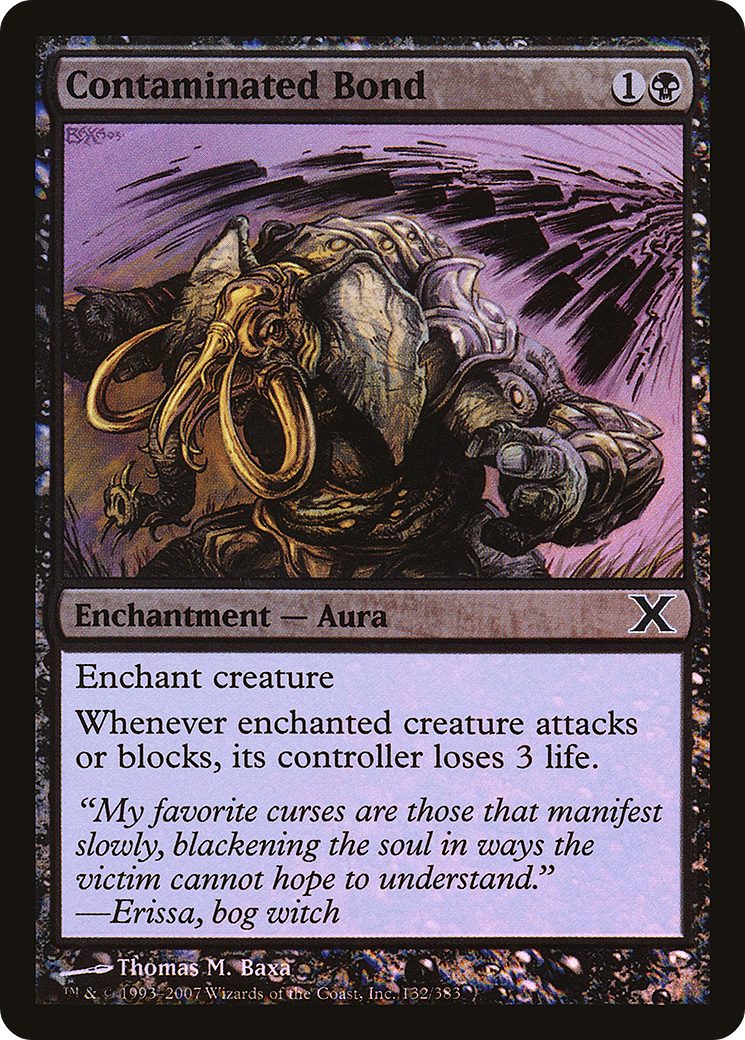 Contaminated Bond 1
BAXA03.
Enchantment — Aura X
Enchant creature
Whenever enchanted creature attacks
or blocks, its controller loses 3 life.
“My favorite curses are those that manifest
slowly, blackening the soul in ways the
victim cannot hope to understand.”
—Erissa, bog witch
Thomas M. Baxa
™ & © 1993–2007 Wizards of the Coast, Inc. 132/383